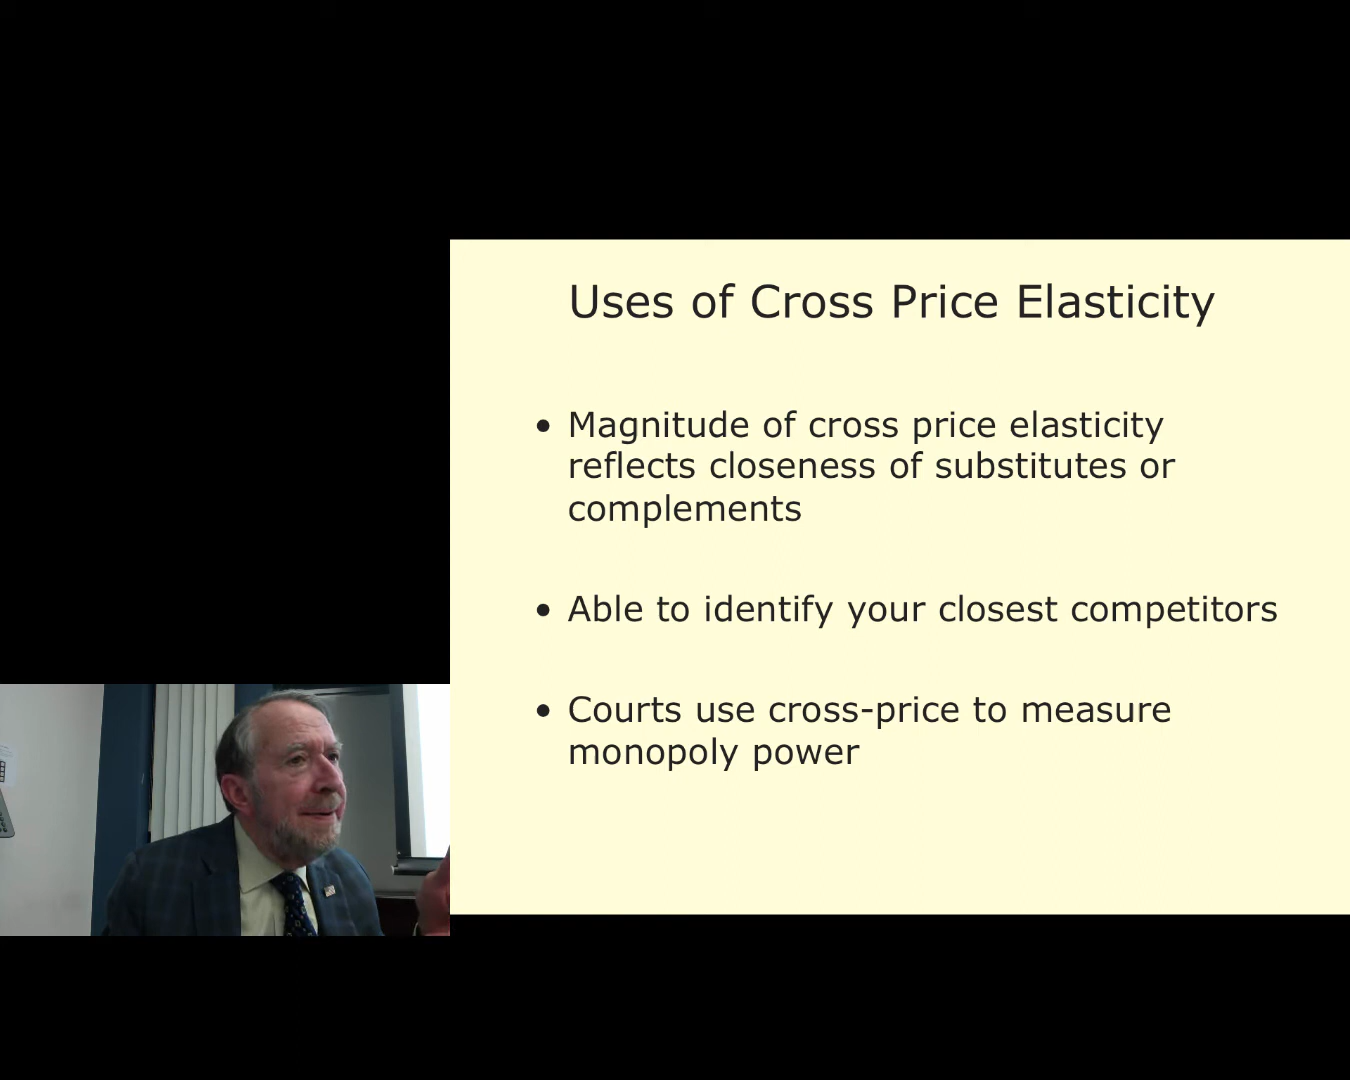 Uses of Cross Price Elasticity
• Magnitude of cross price elasticity
reflects closeness of substitutes or
complements
• Able to identify your closest competitors
• Courts use cross-price to measure
monopoly power